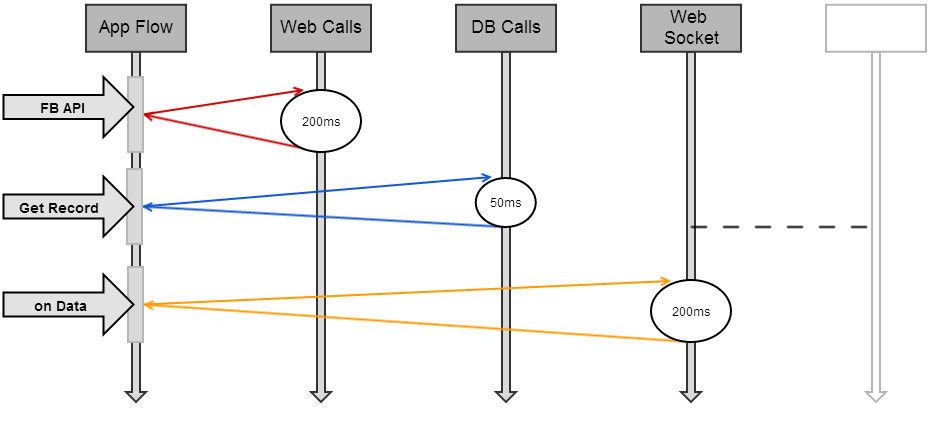 App Flow
Web Calls
DB Calls
Web
Socket
FB API
200ms
Get Record
50ms
on Data
200ms